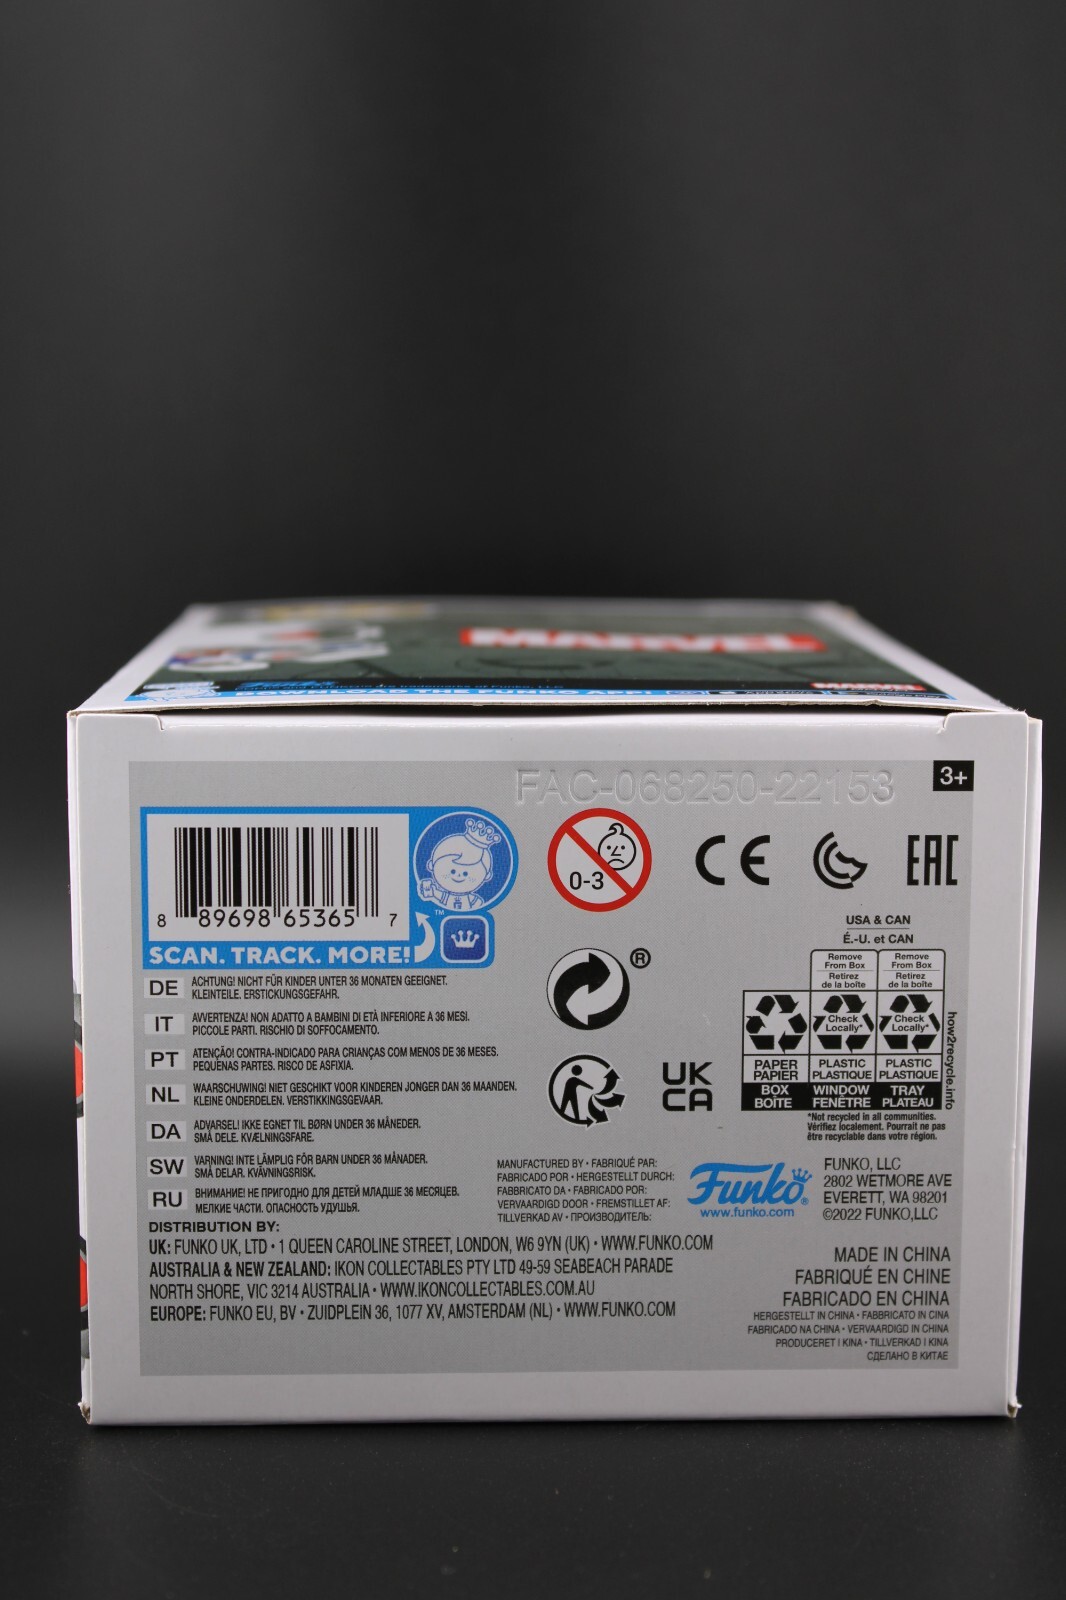 MARVEL
Funko
DOWNLOAD THE FUNKO APP!
MARVEL
FAC-068250-22153
3+
8 89698 65365 7
SCAN. TRACK. MORE!
TM
0-3
CE
EAC
USA & CAN
É.-U. et CAN
Remove From Box
Retirez de la boîte
Remove From Box
Retirez de la boîte
Check Locally*
Check Locally*
PAPER PLASTIC PLASTIC
PAPIER PLASTIQUE PLASTIQUE
BOX WINDOW TRAY
BOÎTE FENÊTRE PLATEAU
how2recycle.info
*Not recycled in all communities.
Vérifiez localement. Pourrait ne pas
être recyclable dans votre région.
®
UK
CA
DE ACHTUNG! NICHT FÜR KINDER UNTER 36 MONATEN GEEIGNET.
KLEINTEILE. ERSTICKUNGSGEFAHR.
IT AVVERTENZA! NON ADATTO A BAMBINI DI ETÀ INFERIORE A 36 MESI.
PICCOLE PARTI. RISCHIO DI SOFFOCAMENTO.
PT ATENÇÃO! CONTRA-INDICADO PARA CRIANÇAS COM MENOS DE 36 MESES.
PEQUENAS PARTES. RISCO DE ASFIXIA.
NL WAARSCHUWING! NIET GESCHIKT VOOR KINDEREN JONGER DAN 36 MAANDEN.
KLEINE ONDERDELEN. VERSTIKKINGSGEVAAR.
DA ADVARSEL! IKKE EGNET TIL BØRN UNDER 36 MÅNEDER.
SMÅ DELE. KVÆLNINGSFARE.
SW VARNING! INTE LÄMPLIG FÖR BARN UNDER 36 MÅNADER.
SMÅ DELAR. KVÄVNINGSRISK.
RU ВНИМАНИЕ! НЕ ПРИГОДНО ДЛЯ ДЕТЕЙ МЛАДШЕ 36 МЕСЯЦЕВ.
МЕЛКИЕ ЧАСТИ. ОПАСНОСТЬ УДУШЬЯ.
MANUFACTURED BY • FABRIQUÉ PAR:
FABRICADO POR • HERGESTELLT DURCH:
FABBRICATO DA • FABRICADO POR:
VERVAARDIGD DOOR • FREMSTILLET AF:
TILLVERKAD AV • ПРОИЗВОДИТЕЛЬ:
Funko®
www.funko.com
FUNKO, LLC
2802 WETMORE AVE
EVERETT, WA 98201
©2022 FUNKO,LLC
DISTRIBUTION BY:
UK: FUNKO UK, LTD • 1 QUEEN CAROLINE STREET, LONDON, W6 9YN (UK) • WWW.FUNKO.COM
AUSTRALIA & NEW ZEALAND: IKON COLLECTABLES PTY LTD 49-59 SEABEACH PARADE
NORTH SHORE, VIC 3214 AUSTRALIA • WWW.IKONCOLLECTABLES.COM.AU
EUROPE: FUNKO EU, BV • ZUIDPLEIN 36, 1077 XV, AMSTERDAM (NL) • WWW.FUNKO.COM
MADE IN CHINA
FABRIQUÉ EN CHINE
FABRICADO EN CHINA
HERGESTELLT IN CHINA • FABBRICATO IN CINA
FABRICADO NA CHINA • VERVAARDIGD IN CHINA
PRODUCERET I KINA • TILLVERKAD I KINA
СДЕЛАНО В КИТАЕ